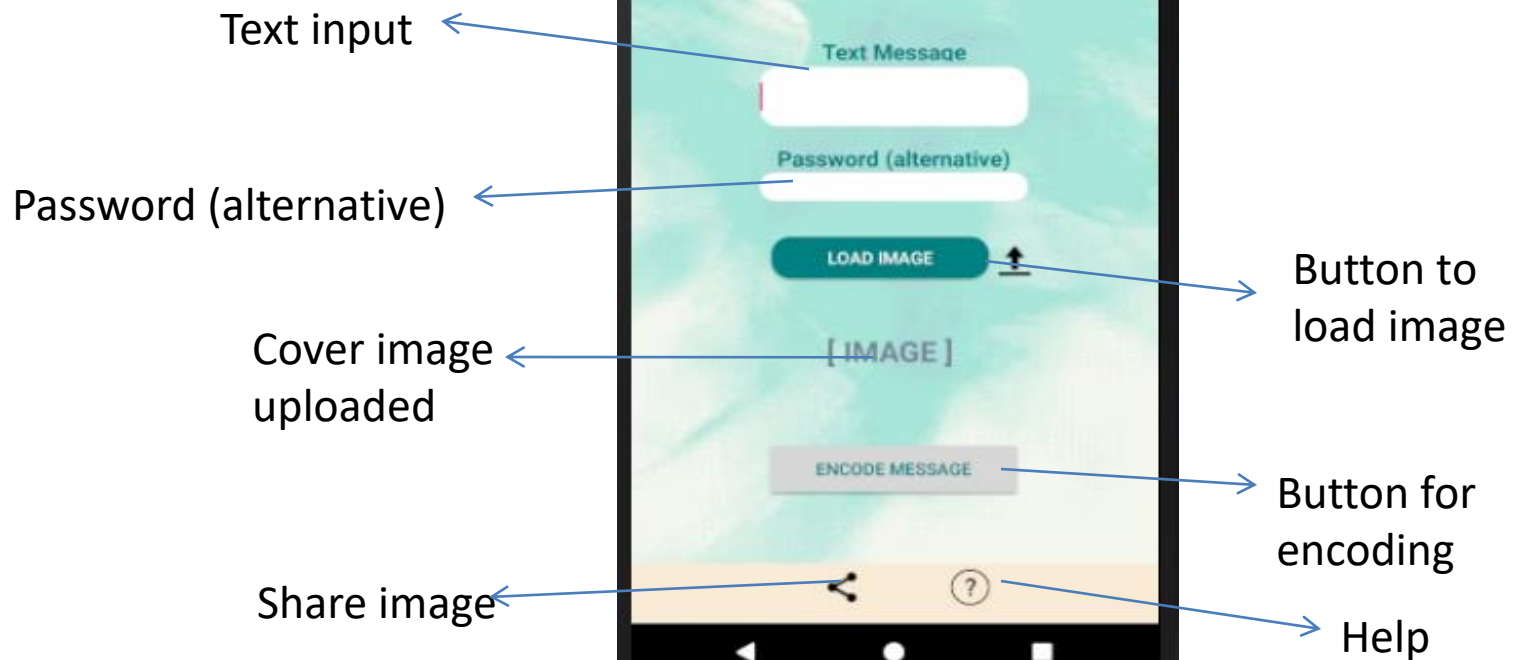 Text input
Text Message
Password (alternative)
Password (alternative)
LOAD IMAGE
Button to
load image
Cover image
uploaded
[ IMAGE ]
ENCODE MESSAGE
Button for
encoding
Share image
?
Help